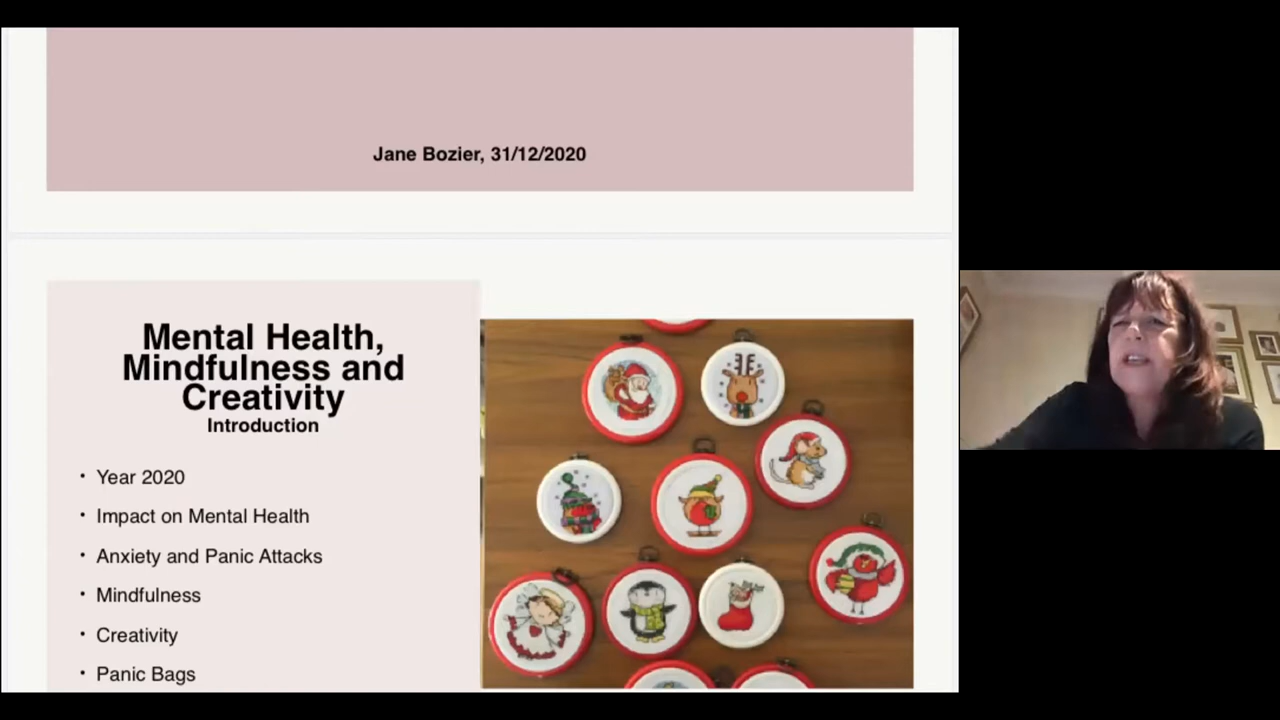 Jane Bozier, 31/12/2020
Mental Health,
Mindfulness and
Creativity
Introduction
• Year 2020
• Impact on Mental Health
• Anxiety and Panic Attacks
• Mindfulness
• Creativity
• Panic Bags